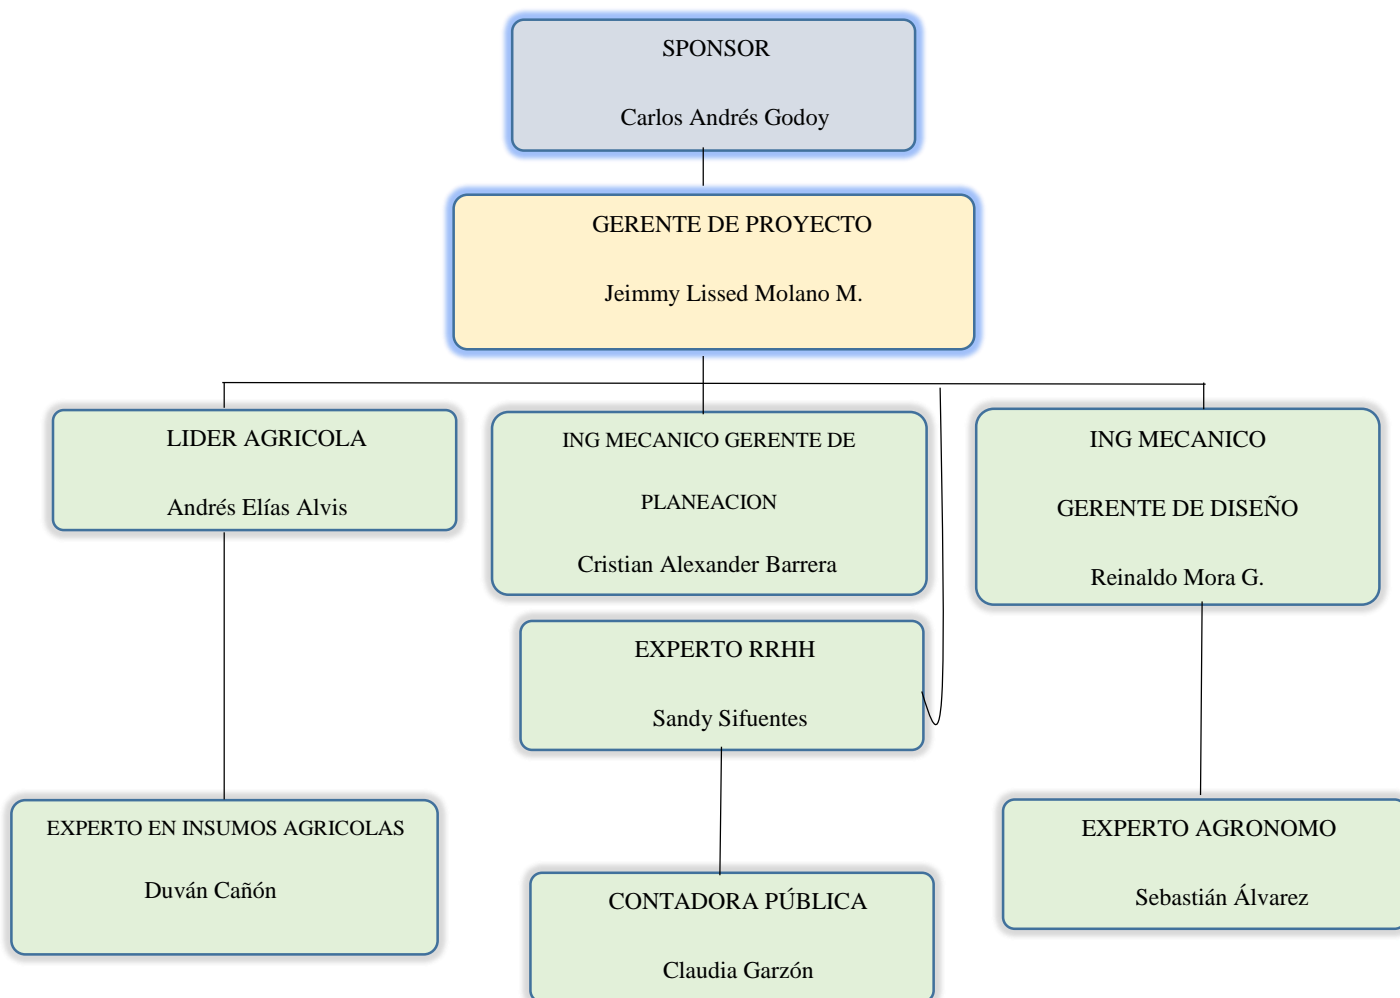 SPONSOR
Carlos Andrés Godoy
GERENTE DE PROYECTO
Jeimmy Lissed Molano M.
LIDER AGRICOLA
Andrés Elías Alvis
ING MECANICO GERENTE DE
PLANEACION
Cristian Alexander Barrera
ING MECANICO
GERENTE DE DISEÑO
Reinaldo Mora G.
EXPERTO RRHH
Sandy Sifuentes
EXPERTO EN INSUMOS AGRICOLAS
Duván Cañón
CONTADORA PÚBLICA
Claudia Garzón
EXPERTO AGRONOMO
Sebastián Álvarez